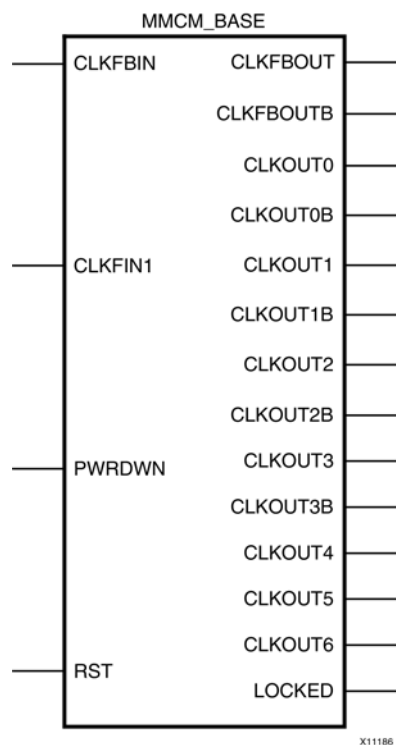 MMCM_BASE
CLKFBIN CLKFBOUT
CLKFBOUTB
CLKOUT0
CLKOUT0B
CLKFIN1 CLKOUT1
CLKOUT1B
CLKOUT2
CLKOUT2B
PWRDWN CLKOUT3
CLKOUT3B
CLKOUT4
CLKOUT5
CLKOUT6
RST
LOCKED
X11186